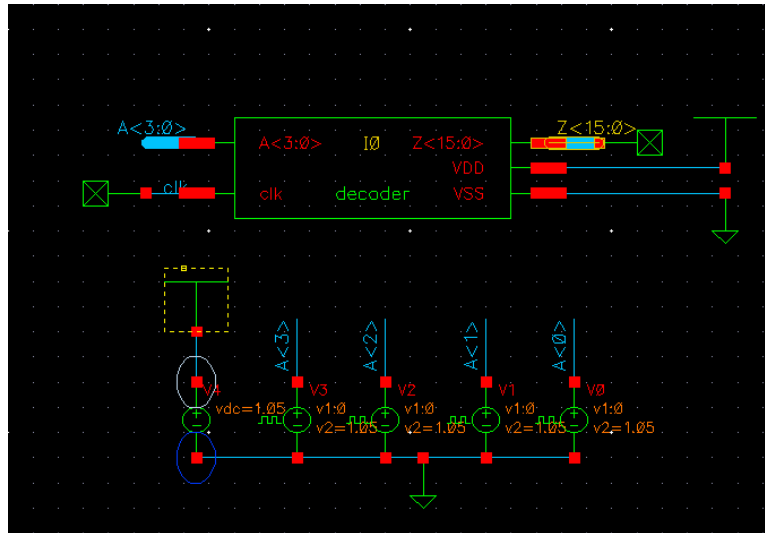 A<3:0>
A<3:0> I0 Z<15:0>
Z<15:0>
VDD
clk
clk decoder VSS
A<3>
A<2>
A<1>
A<0>
V4
vdc=1.05
V3
v1:0
v2=1.05
V2
v1:0
v2=1.05
V1
v1:0
v2=1.05
V0
v1:0
v2=1.05